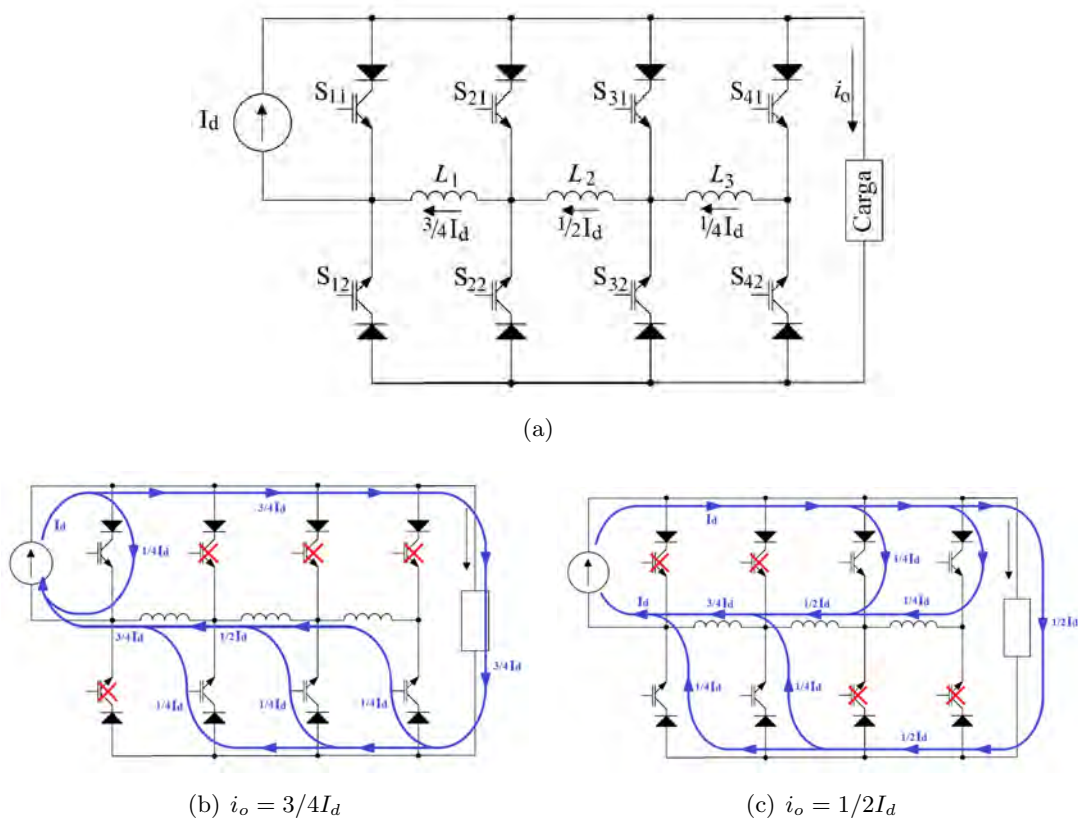 S11
S21
S31
S41
io
Id
L1
L2
L3
3/4Id
1/2Id
1/4Id
Carga
S12
S22
S32
S42
(a)
3/4Id
Id
1/4Id
3/4Id
1/2Id
3/4Id
1/4Id
1/4Id
1/4Id
(b) io = 3/4Id
Id
1/4Id
Id
3/4Id
1/2Id
1/4Id
1/2Id
1/4Id
1/4Id
1/2Id
(c) io = 1/2Id